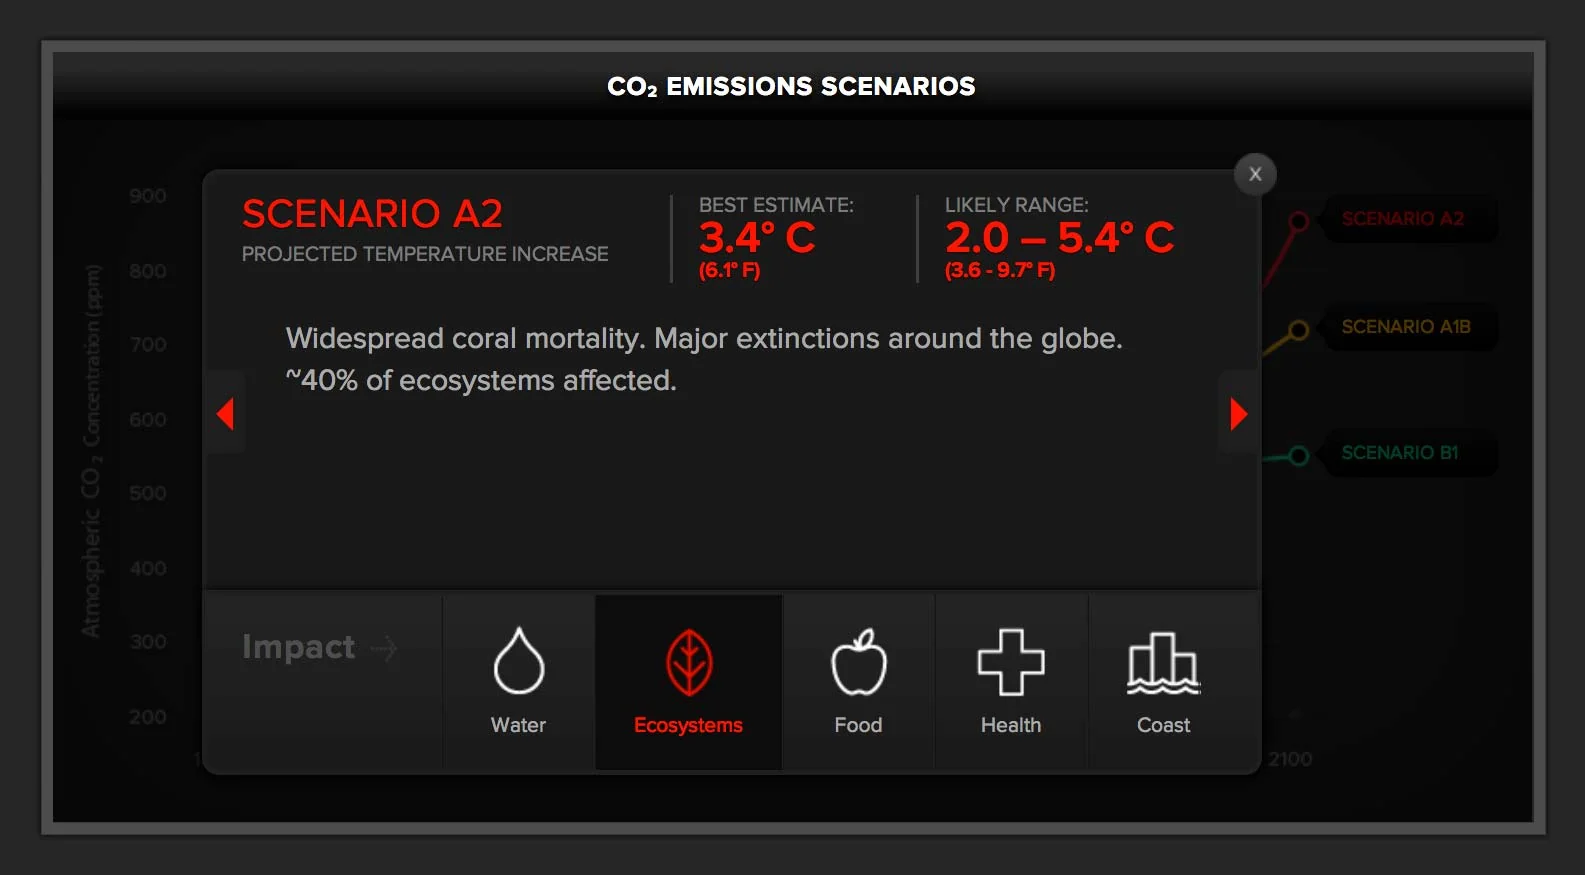 CO₂ EMISSIONS SCENARIOS
X
SCENARIO A2
PROJECTED TEMPERATURE INCREASE
BEST ESTIMATE:
3.4° C
(6.1° F)
LIKELY RANGE:
2.0 – 5.4° C
(3.6 - 9.7° F)
Widespread coral mortality. Major extinctions around the globe.
~40% of ecosystems affected.
Impact
Water
Ecosystems
Food
Health
Coast
Atmospheric CO₂ Concentration (ppm)
900
800
700
600
500
400
300
200
2100
SCENARIO A2
SCENARIO A1B
SCENARIO B1